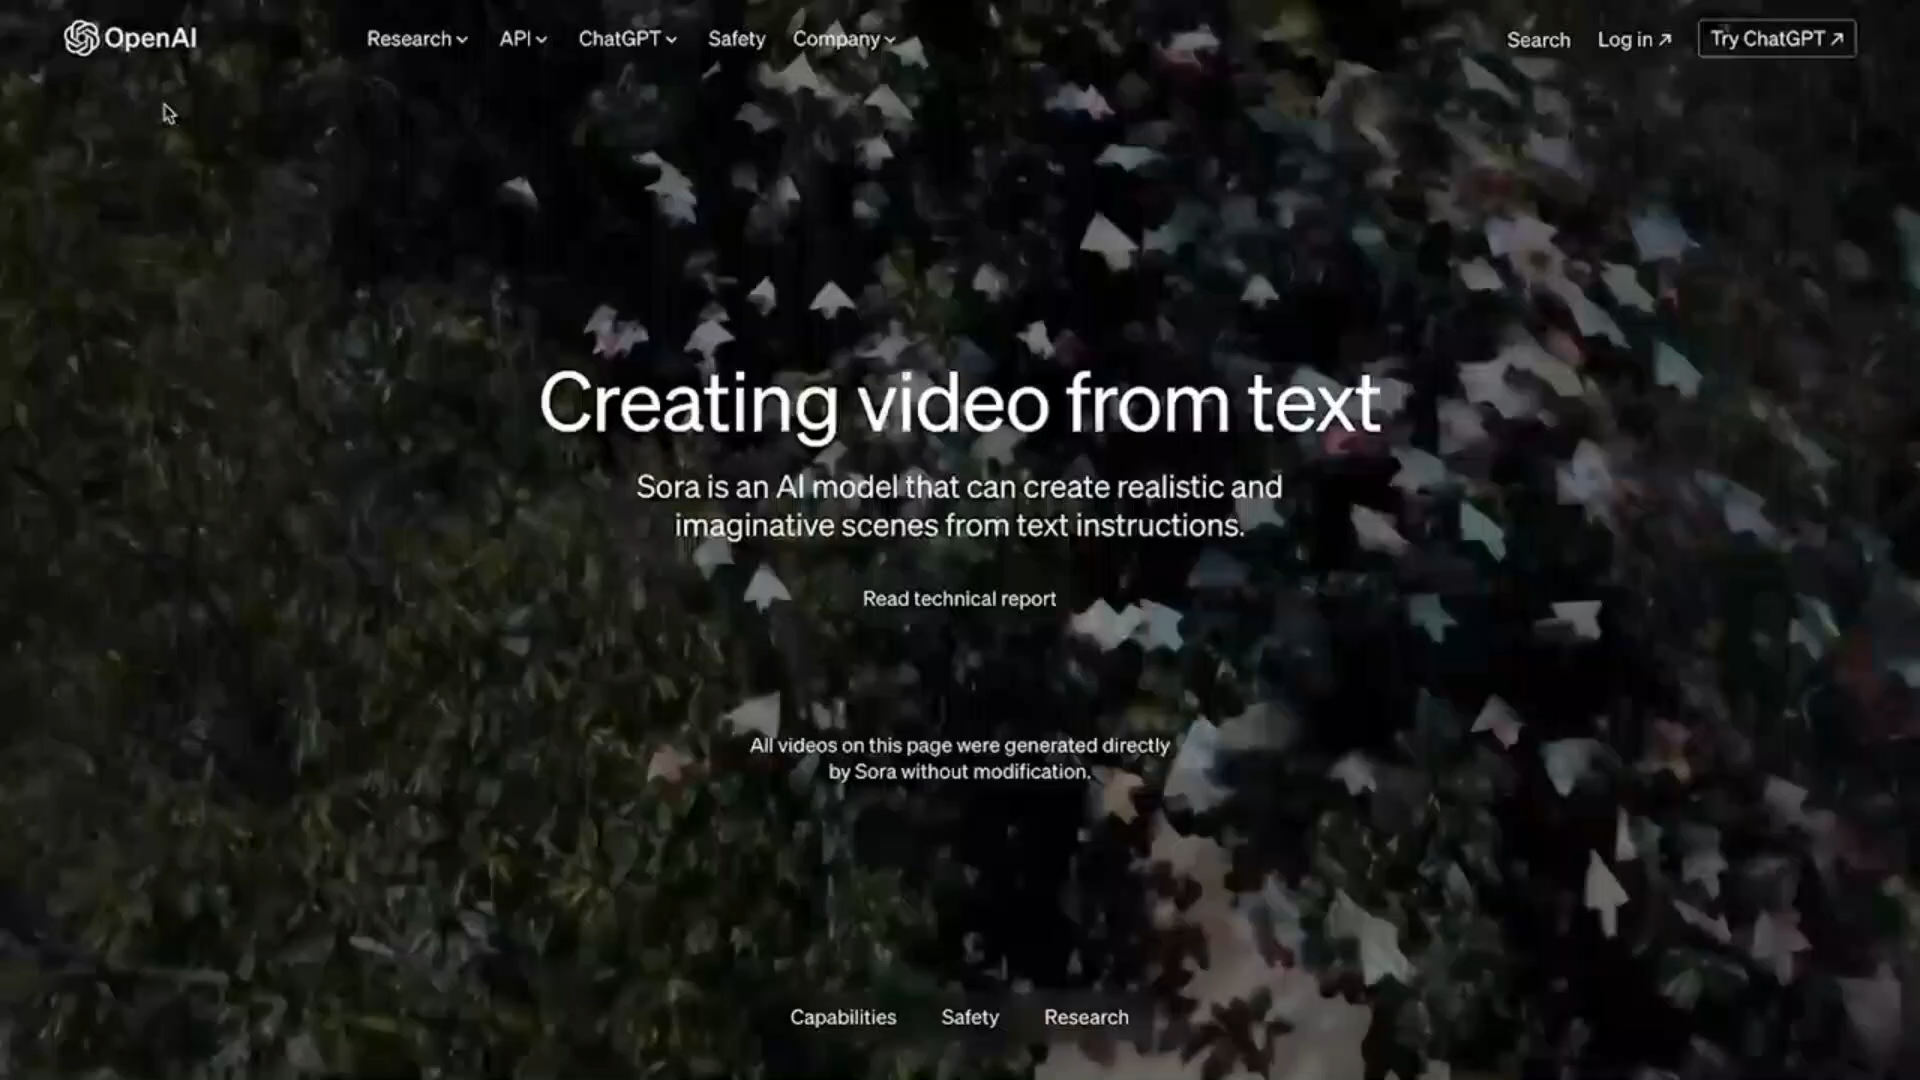 OpenAI
Research API ChatGPT Safety Company
Search Log in Try ChatGPT
Creating video from text
Sora is an AI model that can create realistic and
imaginative scenes from text instructions.
Read technical report
All videos on this page were generated directly
by Sora without modification.
Capabilities Safety Research